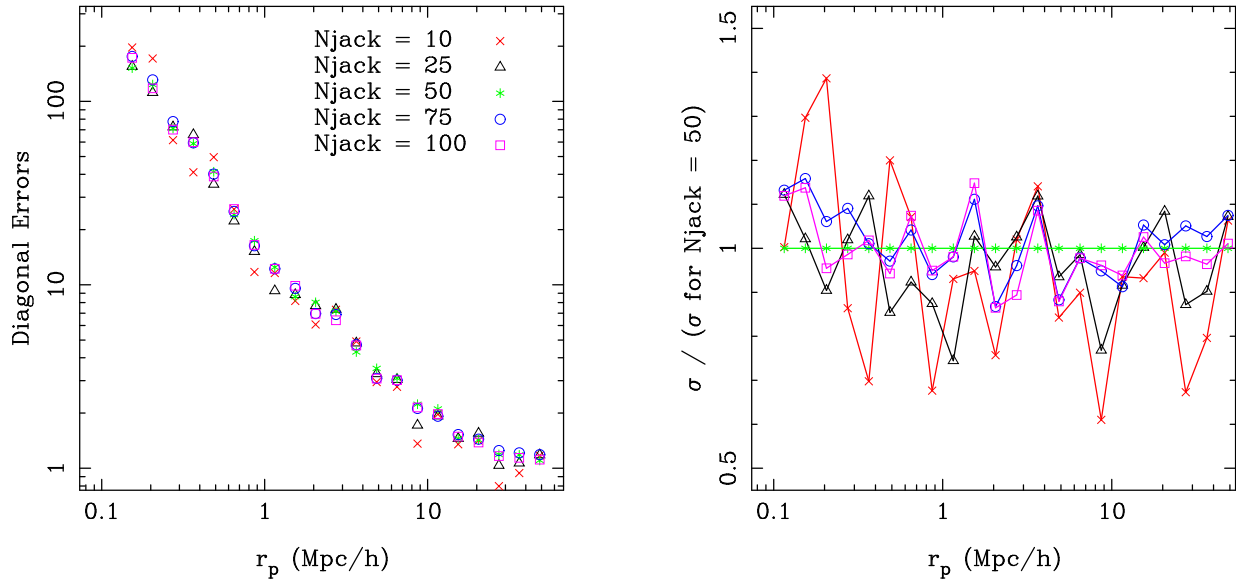 Njack = 10
Njack = 25
Njack = 50
Njack = 75
Njack = 100
Diagonal Errors
100
10
1
0.1 1 10
r_p (Mpc/h)
σ / (σ for Njack = 50)
1.5
1
0.5
0.1 1 10
r_p (Mpc/h)